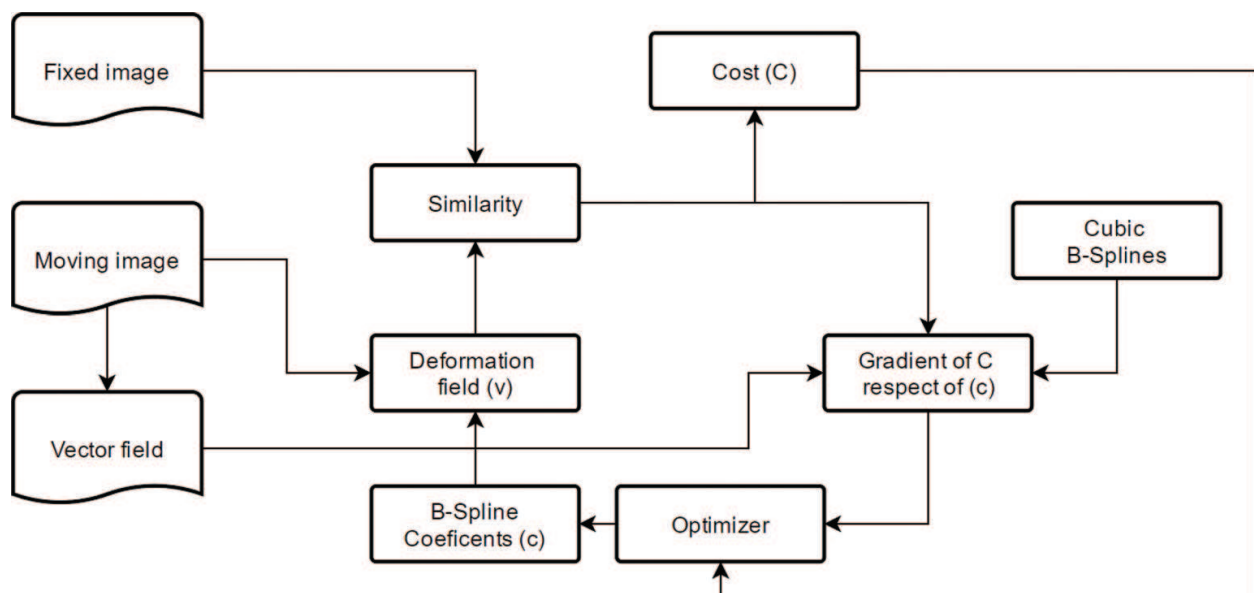 Fixed image
Cost (C)
Similarity
Cubic
B-Splines
Moving image
Deformation
field (v)
Gradient of C
respect of (c)
Vector field
B-Spline
Coeficents (c)
Optimizer